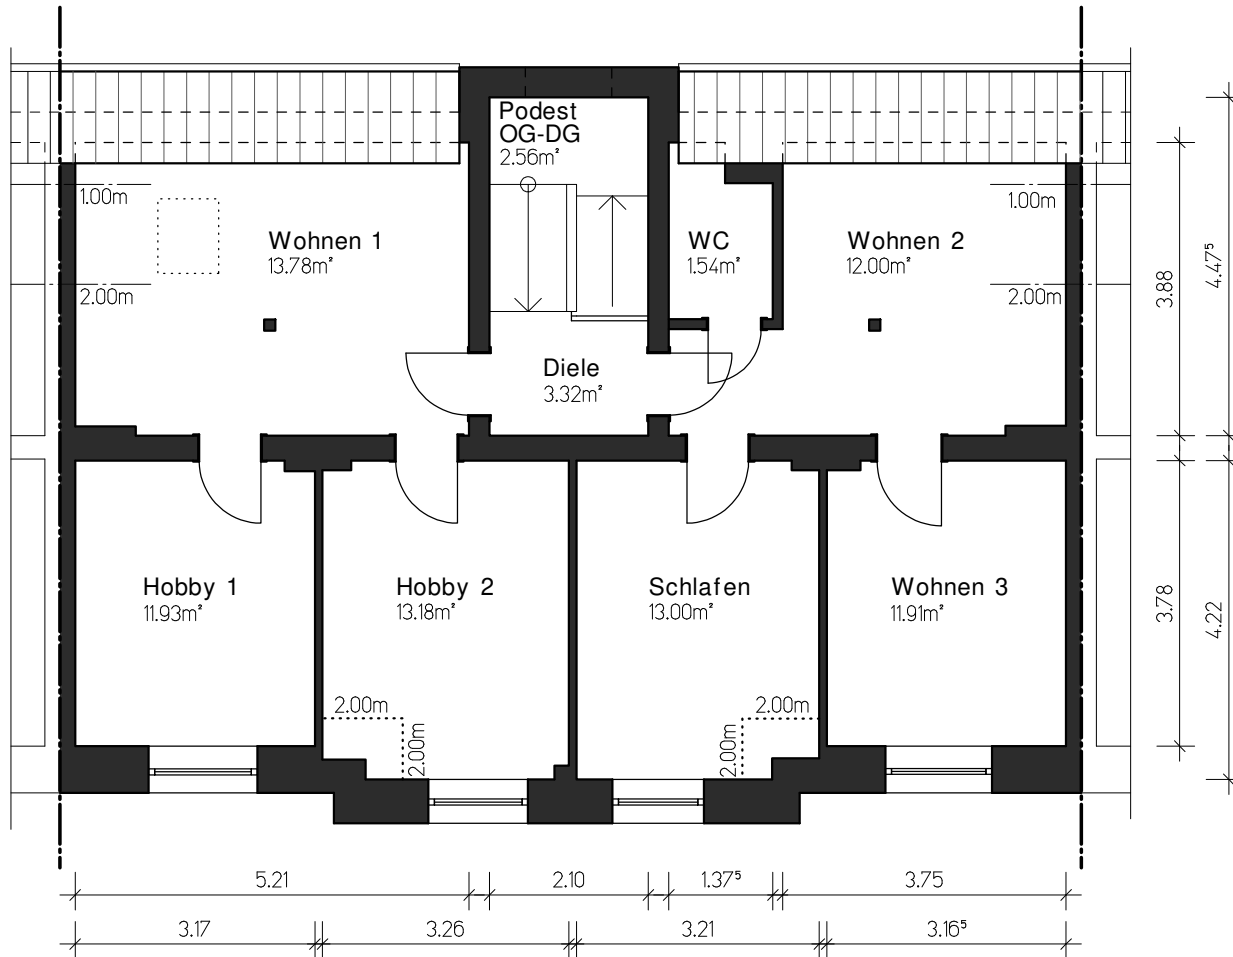 Podest
OG-DG
2.56m²
1.00m
1.00m
Wohnen 1
13.78m²
WC
1.54m²
Wohnen 2
12.00m²
2.00m
2.00m
3.88
4.47⁵
Diele
3.32m²
Hobby 1
11.93m²
Hobby 2
13.18m²
Schlafen
13.00m²
Wohnen 3
11.91m²
3.78
4.22
2.00m
2.00m
2.00m
2.00m
5.21
2.10
1.37⁵
3.75
3.17
3.26
3.21
3.16⁵